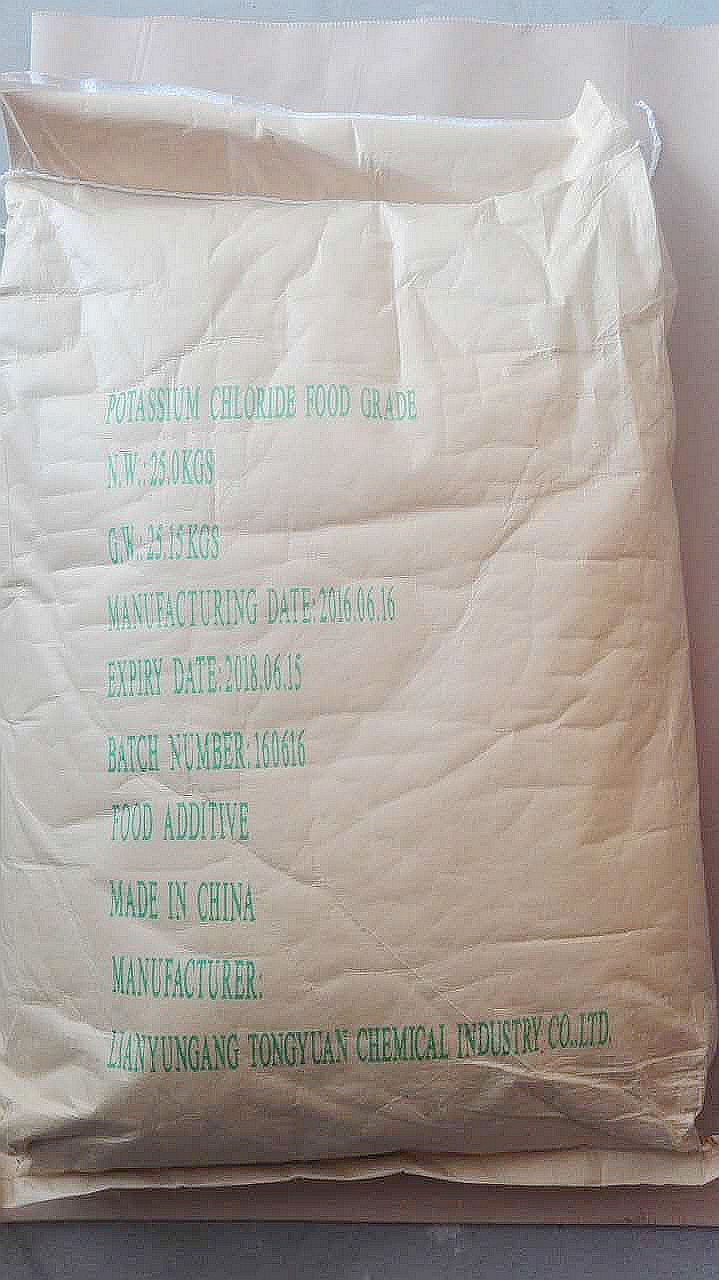 POTASSIUM CHLORIDE FOOD GRADE
N.W.:25.0KGS
G.W.:25.15KGS
MANUFACTURING DATE:2016.06.16
EXPIRY DATE:2018.06.15
BATCH NUMBER:160616
FOOD ADDITIVE
MADE IN CHINA
MANUFACTURER:
LIANYUNGANG TONGYUAN CHEMICAL INDUSTRY CO.,LTD.